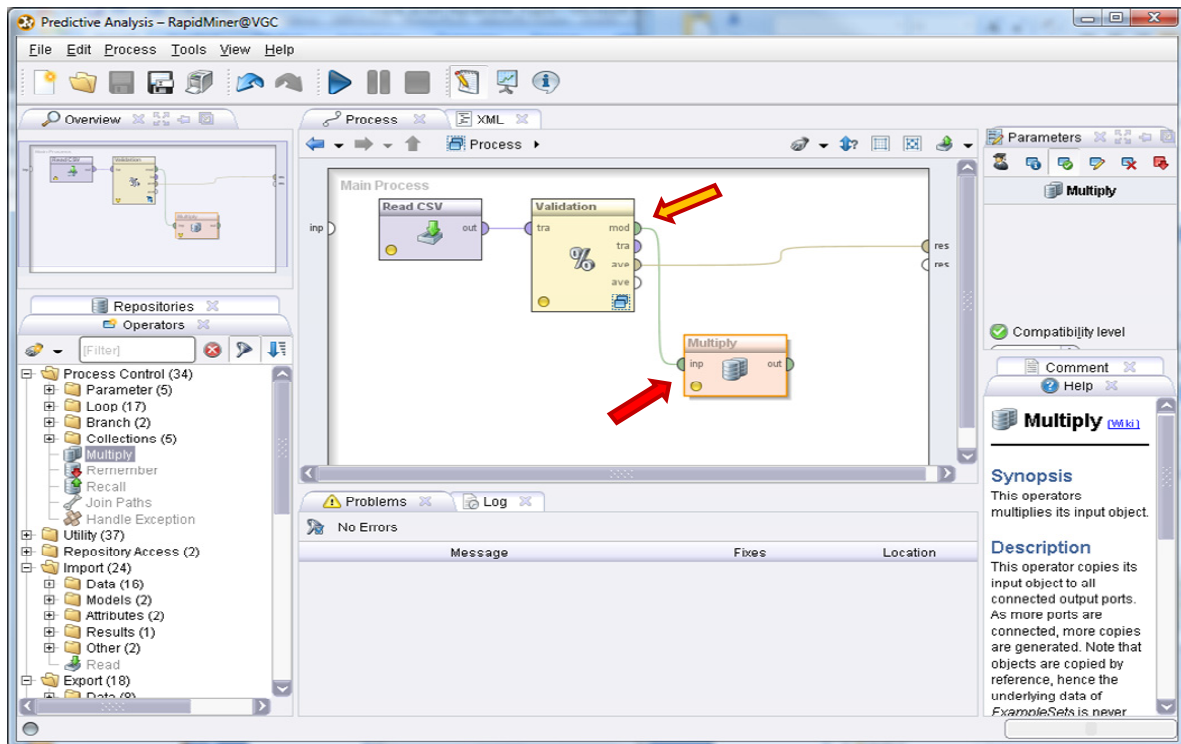 Predictive Analysis – RapidMiner@VGC
File Edit Process Tools View Help
Overview
Process
XML
Process
Parameters
Multiply
Main Process
Read CSV
out
inp
Validation
tra
mod
tra
ave
ave
res
res
Multiply
inp
out
Compatibility level
Comment
Help
Repositories
Operators
[Filter]
Process Control (34)
Parameter (5)
Loop (17)
Branch (2)
Collections (5)
Multiply
Remember
Recall
Join Paths
Handle Exception
Utility (37)
Repository Access (2)
Import (24)
Data (16)
Models (2)
Attributes (2)
Results (1)
Other (2)
Read
Export (18)
Data (8)
Problems
Log
No Errors
Message Fixes Location
Multiply (Wiki)
Synopsis
This operators
multiplies its input object.
Description
This operator copies its
input object to all
connected output ports.
As more ports are
connected, more copies
are generated. Note that
objects are copied by
reference, hence the
underlying data of
ExampleSets is never